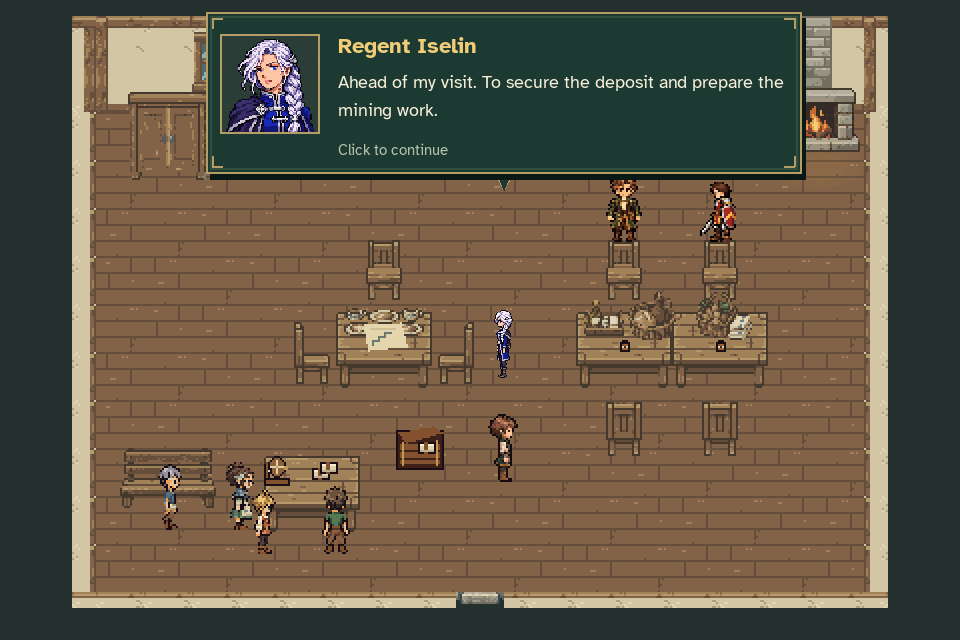 Regent Iselin
Ahead of my visit. To secure the deposit and prepare the
mining work.
Click to continue